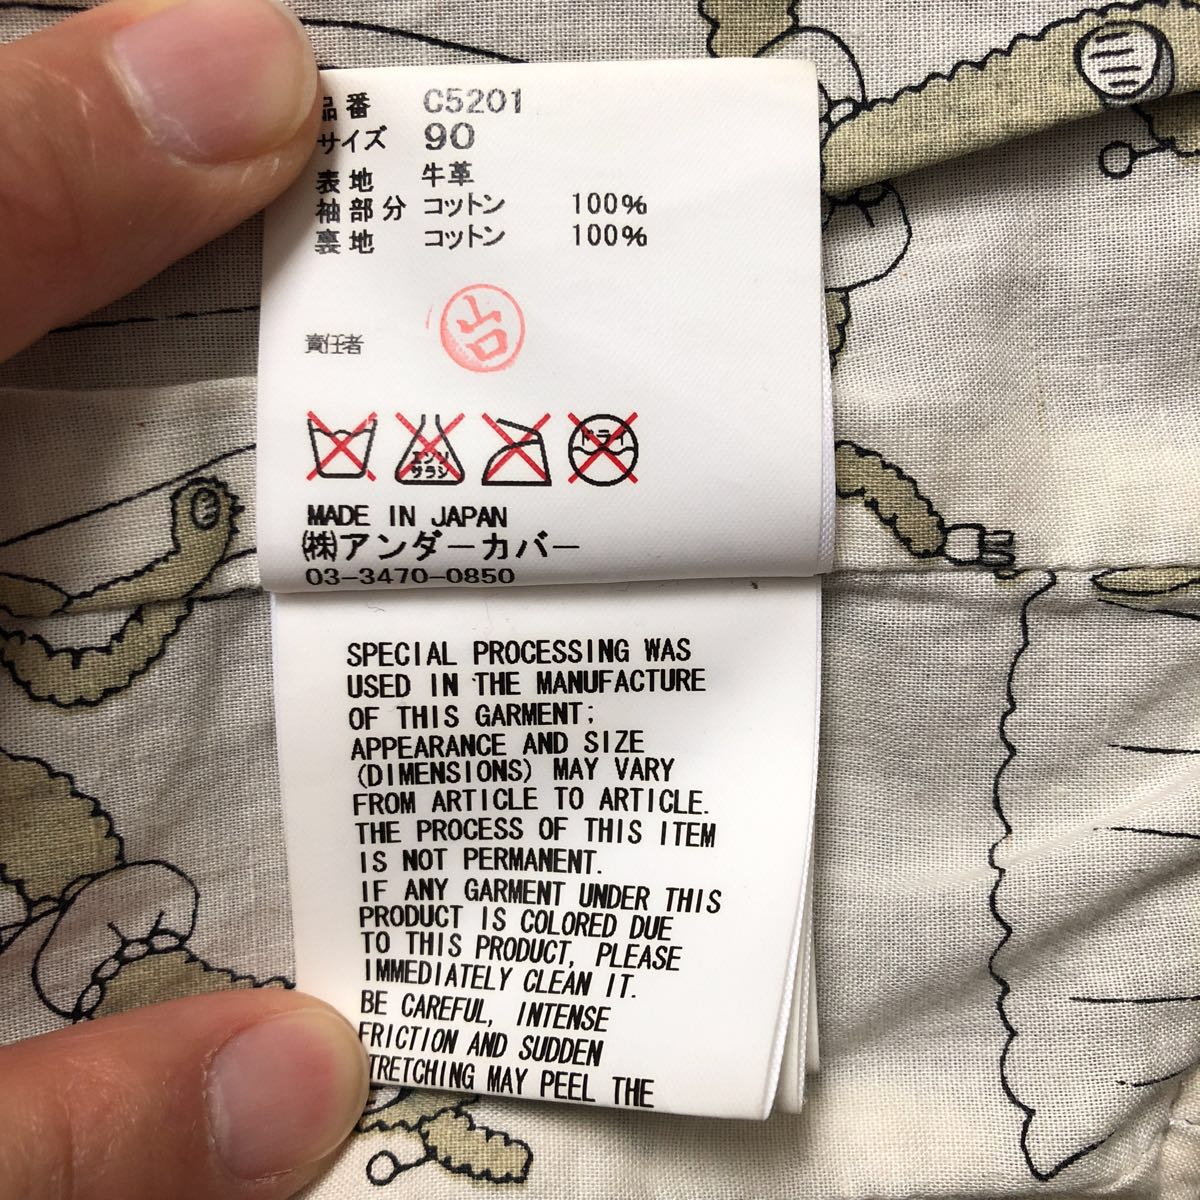 品番 C5201
サイズ 90
表地 牛革
袖部分 コットン 100%
裏地 コットン 100%
責任者
山口
エンソ
サラシ
ドライ
MADE IN JAPAN
(株)アンダーカバー
03-3470-0850
SPECIAL PROCESSING WAS
USED IN THE MANUFACTURE
OF THIS GARMENT;
APPEARANCE AND SIZE
(DIMENSIONS) MAY VARY
FROM ARTICLE TO ARTICLE.
THE PROCESS OF THIS ITEM
IS NOT PERMANENT.
IF ANY GARMENT UNDER THIS
PRODUCT IS COLORED DUE
TO THIS PRODUCT, PLEASE
IMMEDIATELY CLEAN IT.
BE CAREFUL, INTENSE
FRICTION AND SUDDEN
STRETCHING MAY PEEL THE